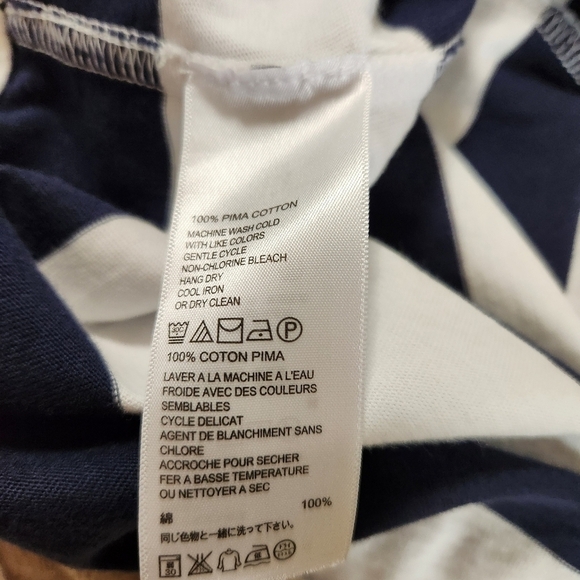 100% PIMA COTTON
MACHINE WASH COLD
WITH LIKE COLORS
GENTLE CYCLE
NON-CHLORINE BLEACH
HANG DRY
COOL IRON
OR DRY CLEAN
100% COTON PIMA
LAVER A LA MACHINE A L'EAU
FROIDE AVEC DES COULEURS
SEMBLABLES
CYCLE DELICAT
AGENT DE BLANCHIMENT SANS
CHLORE
ACCROCHE POUR SECHER
FER A BASSE TEMPERATURE
OU NETTOYER A SEC
綿 100%
同じ色物と一緒に洗って下さい。